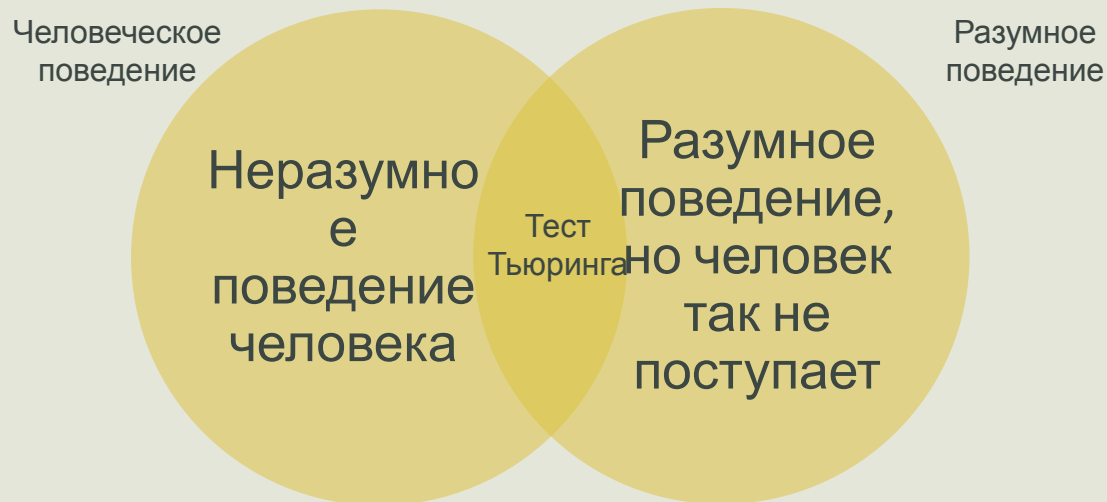 Человеческое
поведение
Разумное
поведение
Неразумно
е
поведение
человека
Тест
Тьюринга
Разумное
поведение,
но человек
так не
поступает